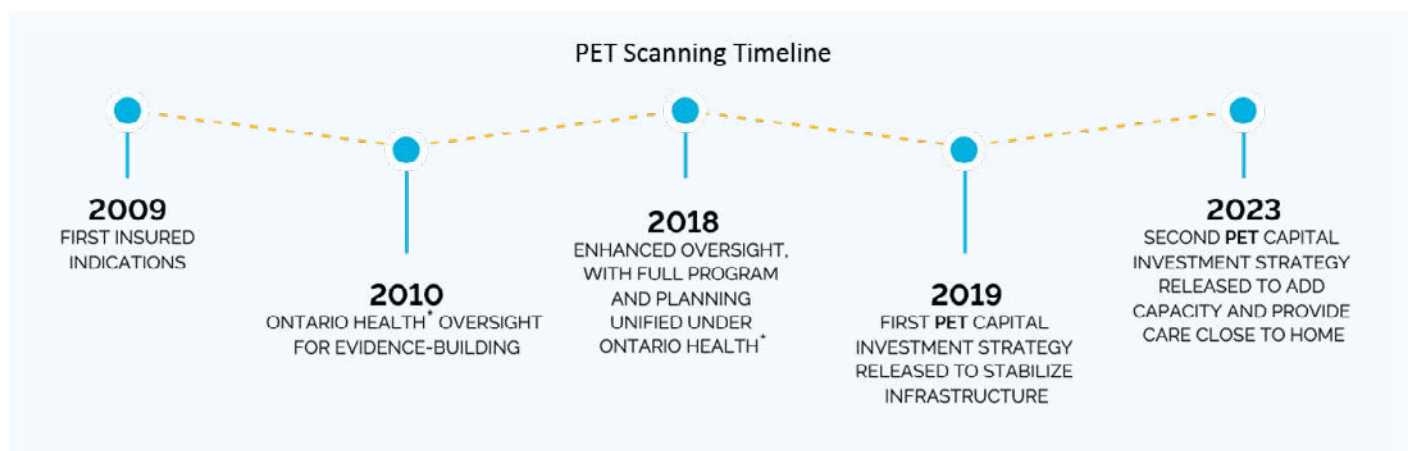 PET Scanning Timeline
2009
FIRST INSURED
INDICATIONS
2010
ONTARIO HEALTH* OVERSIGHT
FOR EVIDENCE-BUILDING
2018
ENHANCED OVERSIGHT,
WITH FULL PROGRAM
AND PLANNING
UNIFIED UNDER
ONTARIO HEALTH*
2019
FIRST PET CAPITAL
INVESTMENT STRATEGY
RELEASED TO STABILIZE
INFRASTRUCTURE
2023
SECOND PET CAPITAL
INVESTMENT STRATEGY
RELEASED TO ADD
CAPACITY AND PROVIDE
CARE CLOSE TO HOME